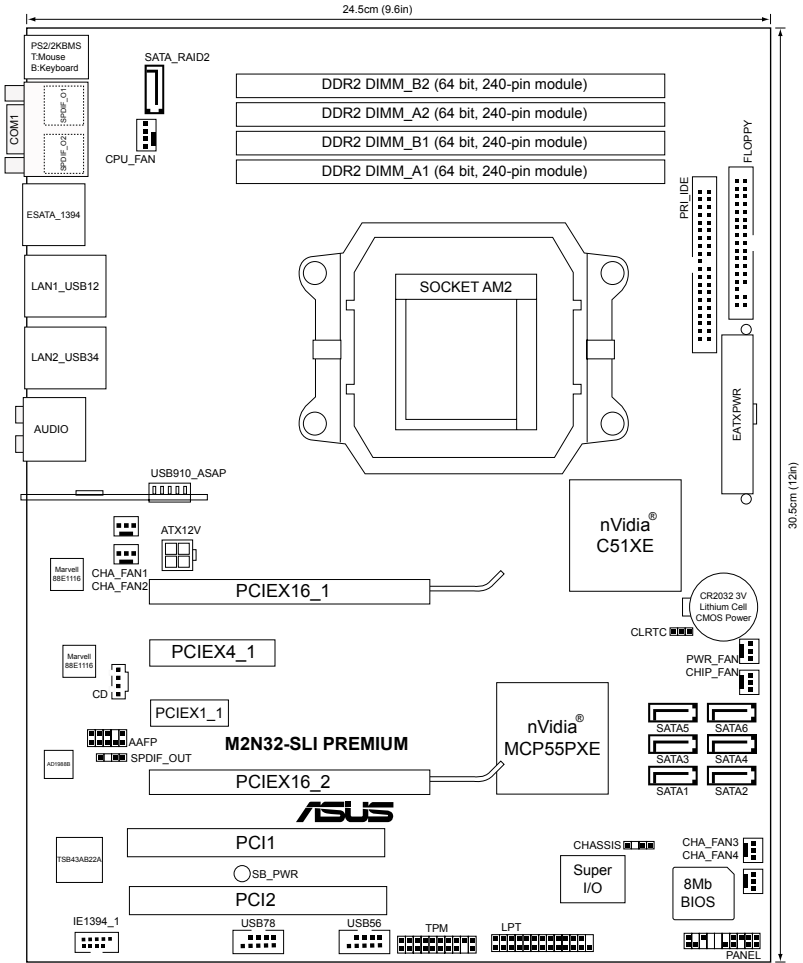 24.5cm (9.6in)
PS2/2KBMS
T:Mouse
B:Keyboard
SATA_RAID2
SPDIF_O1
COM1
SPDIF_O2
CPU_FAN
DDR2 DIMM_B2 (64 bit, 240-pin module)
DDR2 DIMM_A2 (64 bit, 240-pin module)
DDR2 DIMM_B1 (64 bit, 240-pin module)
DDR2 DIMM_A1 (64 bit, 240-pin module)
FLOPPY
PRI_IDE
ESATA_1394
SOCKET AM2
LAN1_USB12
LAN2_USB34
AUDIO
EATXPWR
30.5cm (12in)
USB910_ASAP
ATX12V
nVidia®
C51XE
Marvell
88E1116
CHA_FAN1
CHA_FAN2
PCIEX16_1
CR2032 3V
Lithium Cell
CMOS Power
CLRTC
PWR_FAN
CHIP_FAN
Marvell
88E1116
PCIEX4_1
CD
PCIEX1_1
nVidia®
MCP55PXE
SATA5
SATA6
SATA3
SATA4
SATA1
SATA2
AAFP
SPDIF_OUT
M2N32-SLI PREMIUM
AD1988B
PCIEX16_2
ASUS
PCI1
TSB43AB22A
SB_PWR
PCI2
CHASSIS
CHA_FAN3
CHA_FAN4
Super
I/O
8Mb
BIOS
IE1394_1
USB78
USB56
TPM
LPT
PANEL